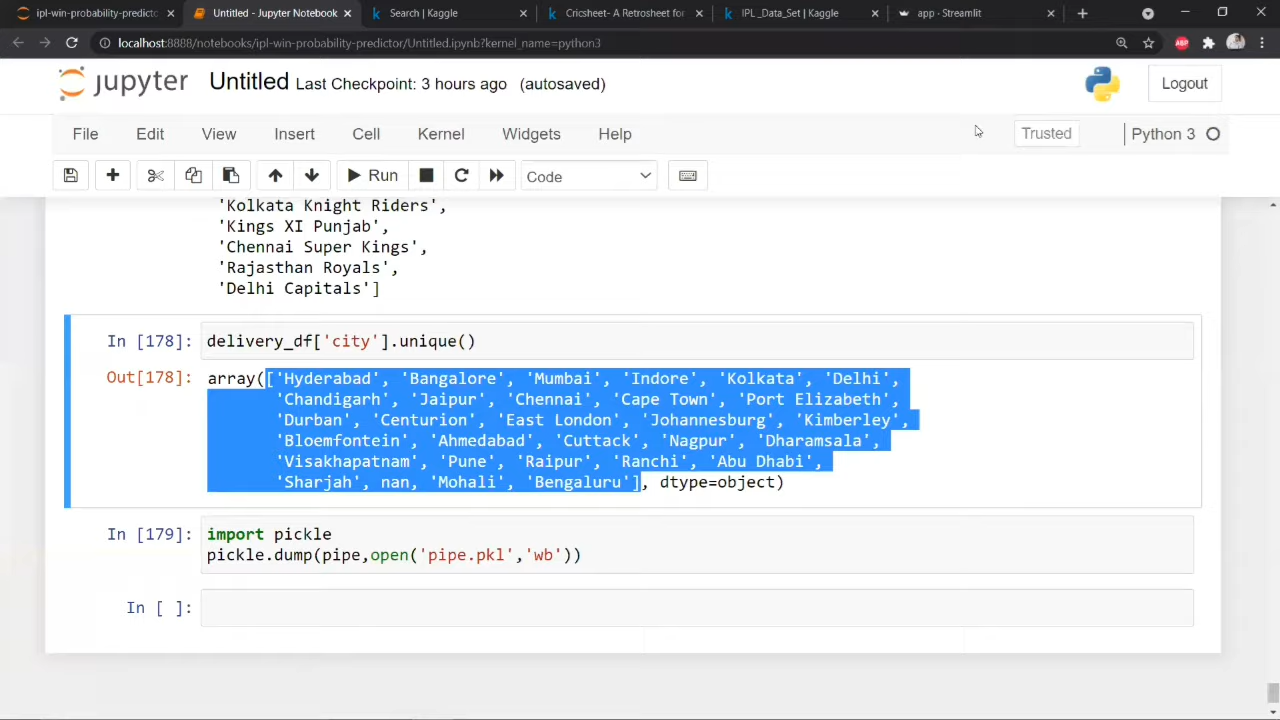 ipl-win-probability-predicto
Untitled - Jupyter Notebook
Search | Kaggle
Cricsheet- A Retrosheet for
IPL _Data_Set | Kaggle
app · Streamlit
localhost:8888/notebooks/ipl-win-probability-predictor/Untitled.ipynb?kernel_name=python3
ABP
jupyter Untitled Last Checkpoint: 3 hours ago (autosaved)
Logout
File Edit View Insert Cell Kernel Widgets Help
Trusted
Python 3
Run
Code
'Kolkata Knight Riders',
'Kings XI Punjab',
'Chennai Super Kings',
'Rajasthan Royals',
'Delhi Capitals']
In [178]: delivery_df['city'].unique()
Out[178]: array(['Hyderabad', 'Bangalore', 'Mumbai', 'Indore', 'Kolkata', 'Delhi',
'Chandigarh', 'Jaipur', 'Chennai', 'Cape Town', 'Port Elizabeth',
'Durban', 'Centurion', 'East London', 'Johannesburg', 'Kimberley',
'Bloemfontein', 'Ahmedabad', 'Cuttack', 'Nagpur', 'Dharamsala',
'Visakhapatnam', 'Pune', 'Raipur', 'Ranchi', 'Abu Dhabi',
'Sharjah', nan, 'Mohali', 'Bengaluru'], dtype=object)
In [179]: import pickle
pickle.dump(pipe,open('pipe.pkl','wb'))
In [ ]: